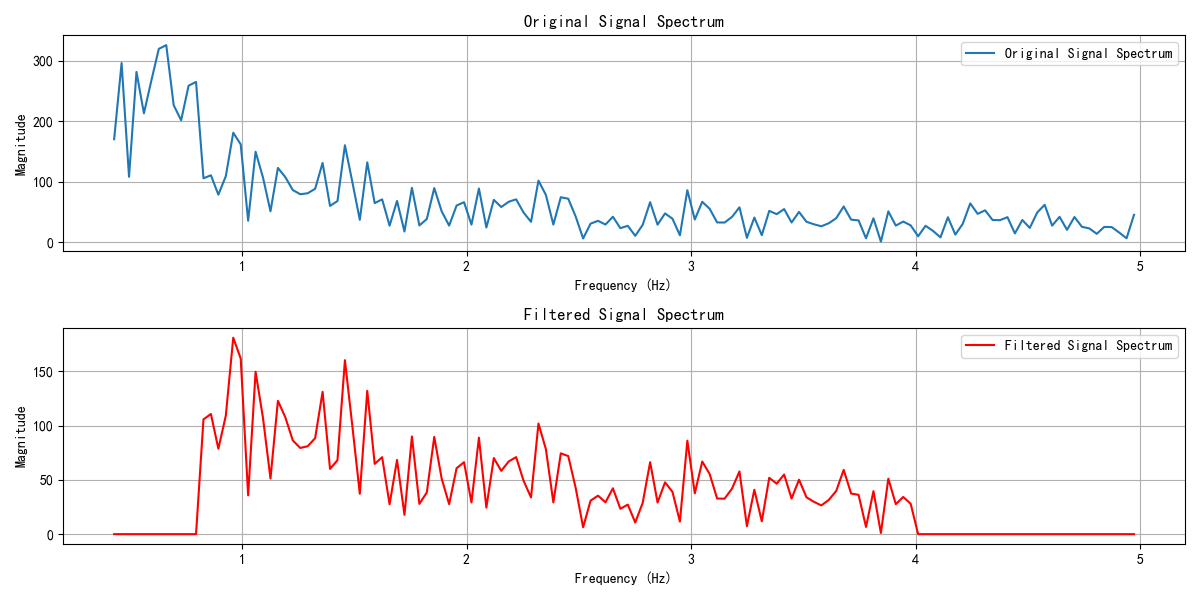 Original Signal Spectrum
Original Signal Spectrum
300
200
100
0
Magnitude
1 2 3 4 5
Frequency (Hz)
Filtered Signal Spectrum
Filtered Signal Spectrum
150
100
50
0
Magnitude
1 2 3 4 5
Frequency (Hz)